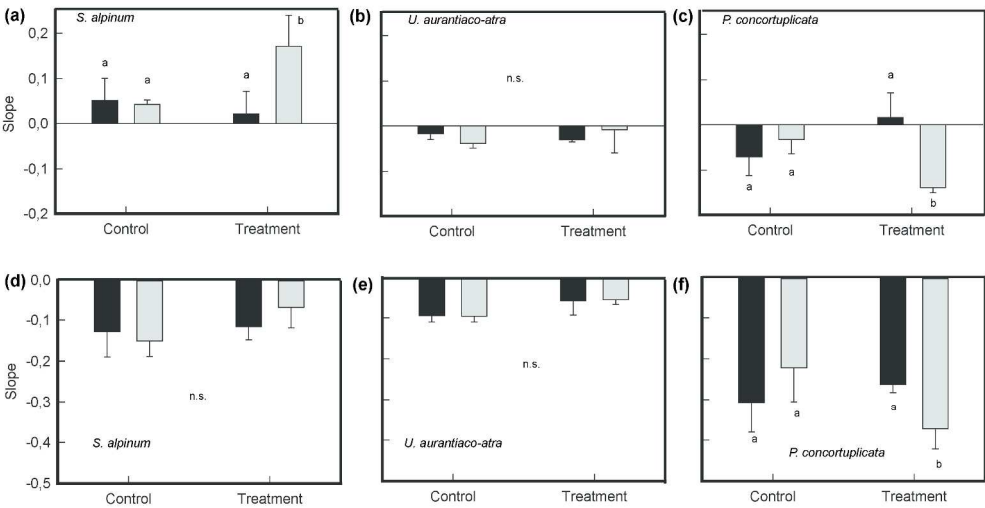 (a)
S. alpinum
0,2
b
a
a
a
0,1
0,0
-0,1
-0,2
Slope
Control
Treatment
(b)
U. aurantiaco-atra
n.s.
Control
Treatment
(c)
P. concortuplicata
a
a
a
b
Control
Treatment
(d)
0,0
-0,1
-0,2
-0,3
-0,4
-0,5
Slope
n.s.
S. alpinum
Control
Treatment
(e)
n.s.
U. aurantiaco-atra
Control
Treatment
(f)
a
a
a
b
P. concortuplicata
Control
Treatment